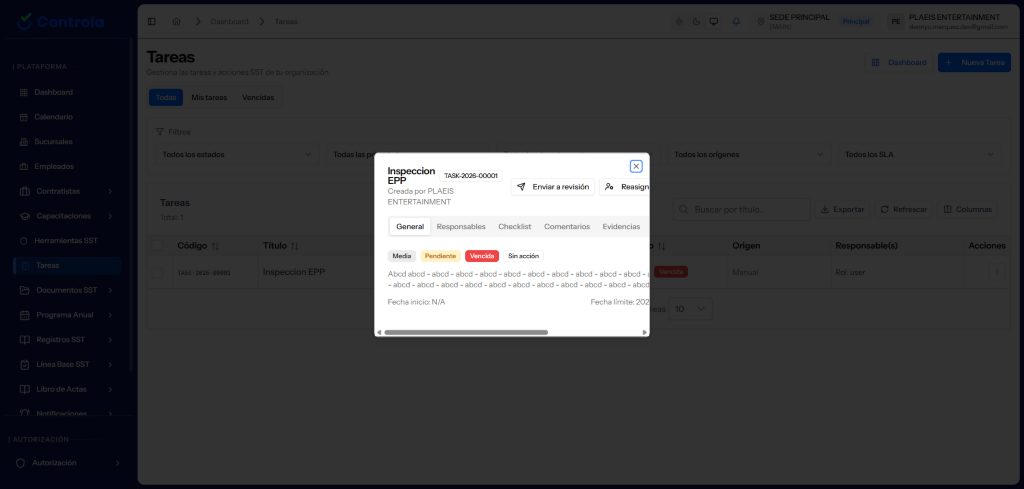 Controla
Dashboard
Tareas
SEDE PRINCIPAL
(MAIN)
Principal
PE
PLAEIS ENTERTAINMENT
| PLATAFORMA
Dashboard
Calendario
Sucursales
Empleados
Contratistas
Capacitaciones
Herramientas SST
Tareas
Documentos SST
Programa Anual
Registros SST
Línea Base SST
Libro de Actas
Notificaciones
| AUTORIZACIÓN
Autorización
Tareas
Gestiona las tareas y acciones SST de tu organización
Dashboard
Nueva Tarea
Todas
Mis tareas
Vencidas
Filtros
Todos los estados
Todas las
Todos los orígenes
Todos los SLA
Tareas
Total: 1
Buscar por título...
Exportar
Refrescar
Columnas
Código
Título
Origen
Responsable(s)
Acciones
TASK-2026-00001
Inspeccion EPP
Vencida
Manual
Rol: user
10
Inspeccion
EPP
TASK-2026-00001
Creada por PLAEIS
ENTERTAINMENT
Enviar a revisión
Reasign
General
Responsables
Checklist
Comentarios
Evidencias
Media
Pendiente
Vencida
Sin acción
Abcd abcd - abcd - abcd - abcd - abcd - abcd - abcd - abcd - abcd - abcd -
- abcd - abcd - abcd - abcd - abcd - abcd - abcd - abcd - abcd - abcd - abcd
Fecha inicio: N/A
Fecha límite: 202